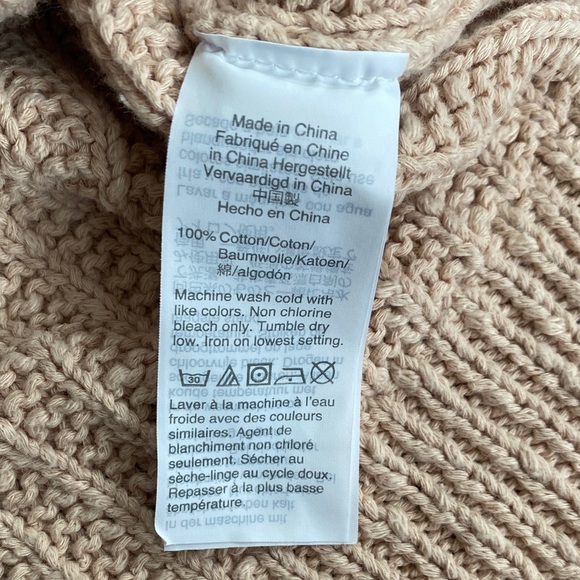 Made in China
Fabriqué en Chine
in China Hergestellt
Vervaardigd in China
中国製
Hecho en China
100% Cotton/Coton/
Baumwolle/Katoen/
綿/algodón
Machine wash cold with
like colors. Non chlorine
bleach only. Tumble dry
low. Iron on lowest setting.
30
Laver à la machine à l'eau
froide avec des couleurs
similaires. Agent de
blanchiment non chloré
seulement. Sécher au
sèche-linge au cycle doux.
Repasser à la plus basse
température.